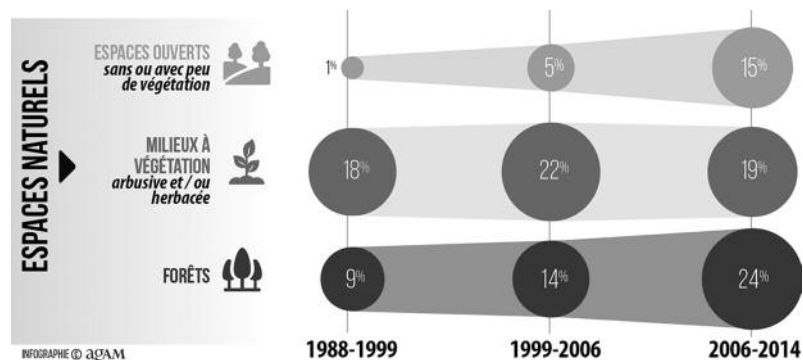 ESPACES NATURELS
ESPACES OUVERTS
sans ou avec peu
de végétation
1%
5%
15%
MILIEUX À
VÉGÉTATION
arbusive et / ou
herbacée
18%
22%
19%
FORÊTS
9%
14%
24%
1988-1999
1999-2006
2006-2014
INFOGRAPHIE © agAM